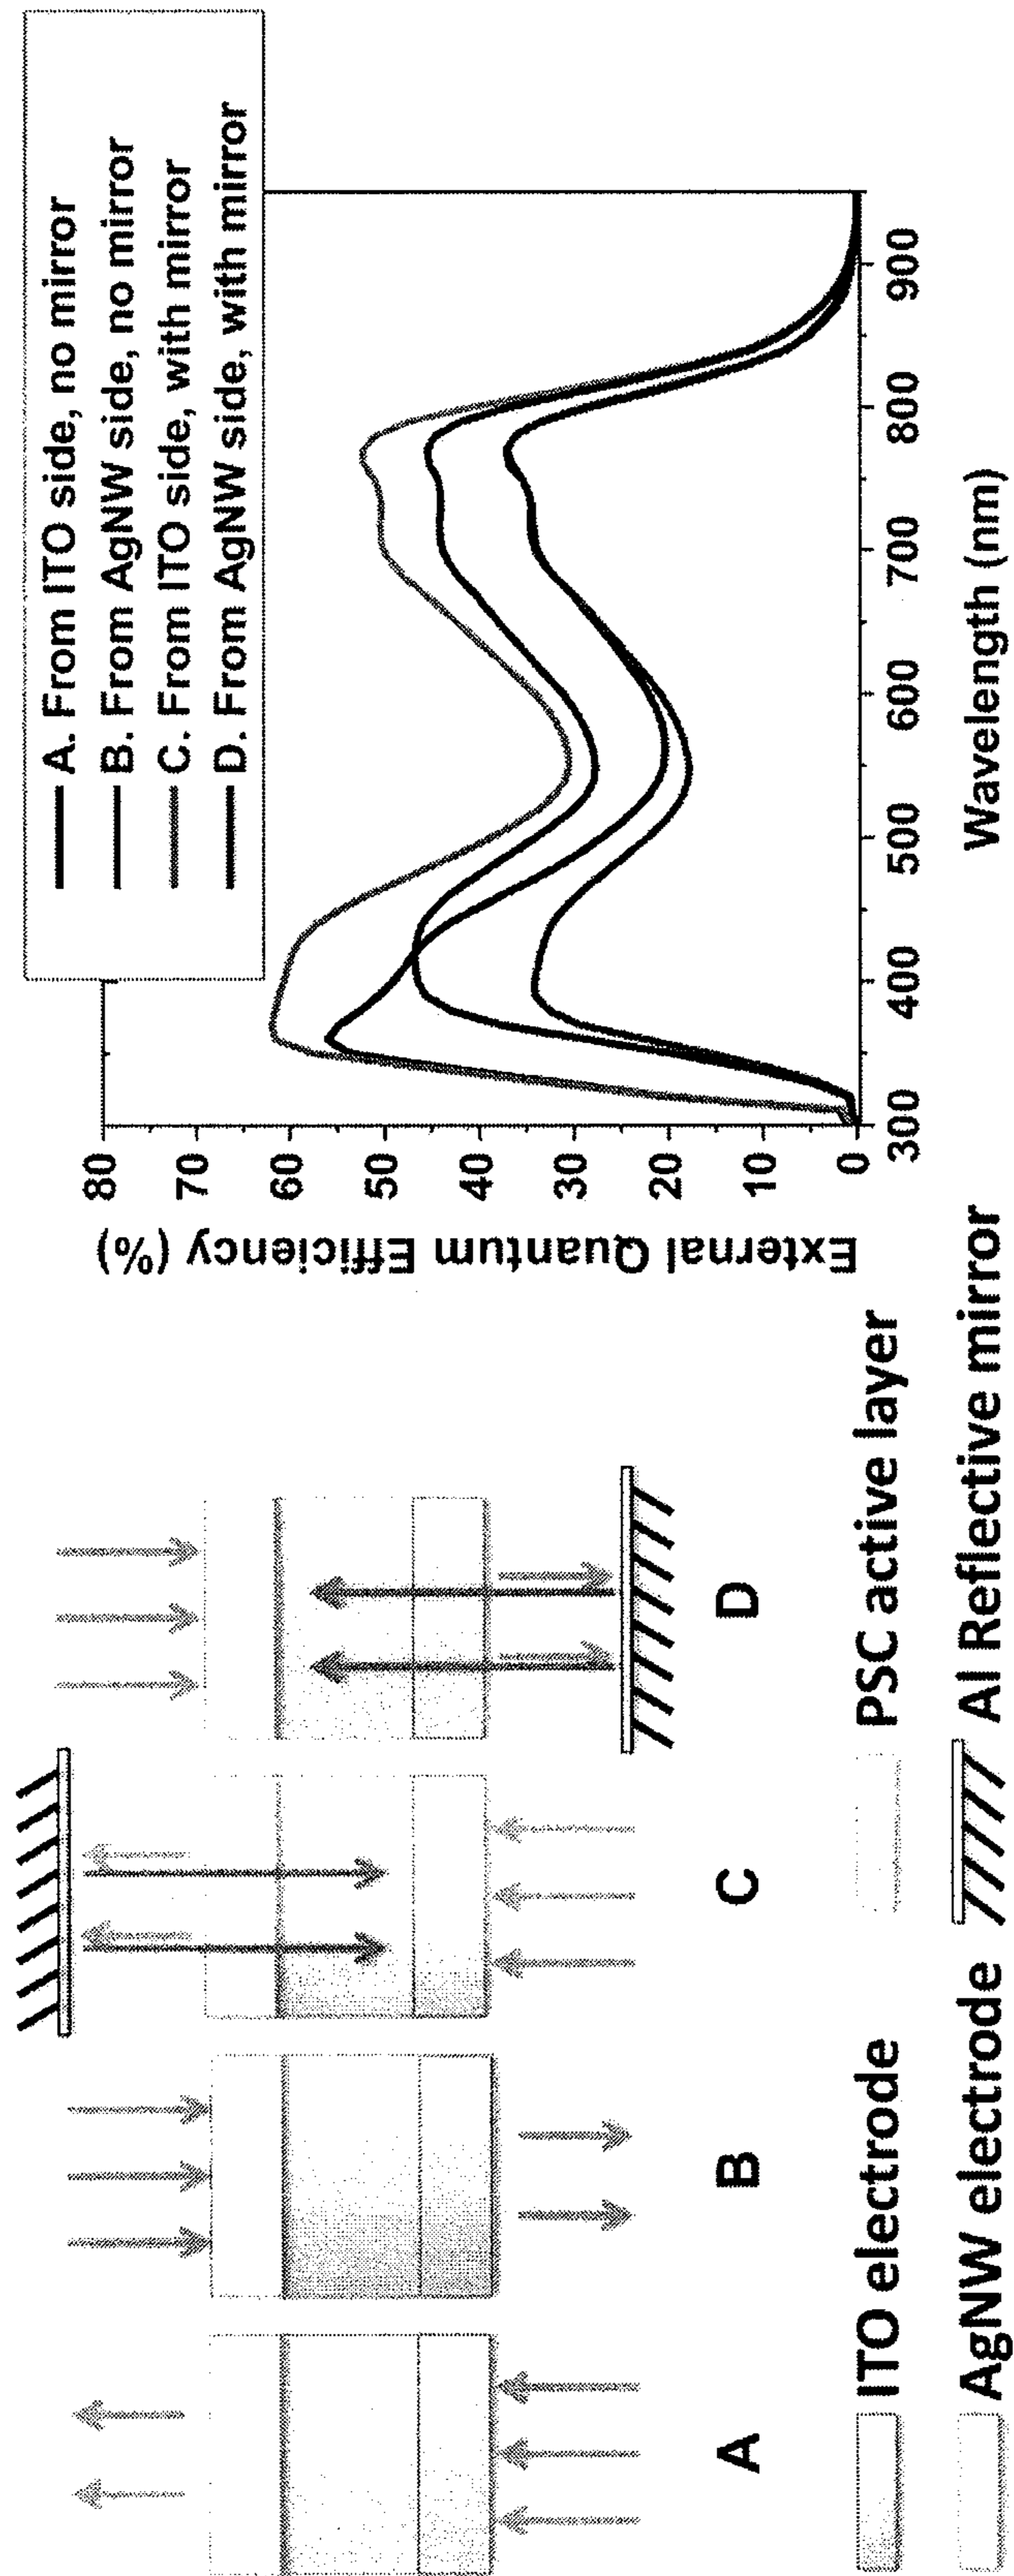 A
B
C
D
ITO electrode
PSC active layer
AgNW electrode
Al Reflective mirror
External Quantum Efficiency (%)
80
70
60
50
40
30
20
10
0
300
400
500
600
700
800
900
Wavelength (nm)
A. From ITO side, no mirror
B. From AgNW side, no mirror
C. From ITO side, with mirror
D. From AgNW side, with mirror